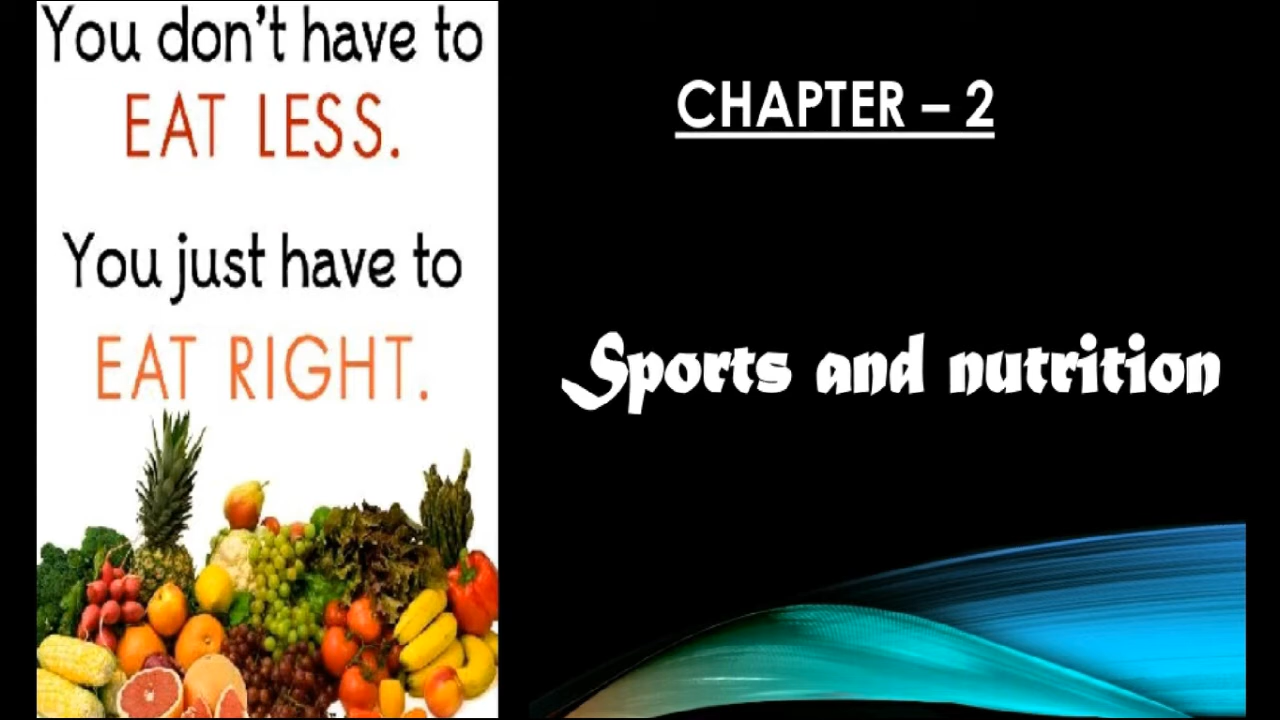 You don't have to
EAT LESS.
You just have to
EAT RIGHT.
CHAPTER – 2
Sports and nutrition